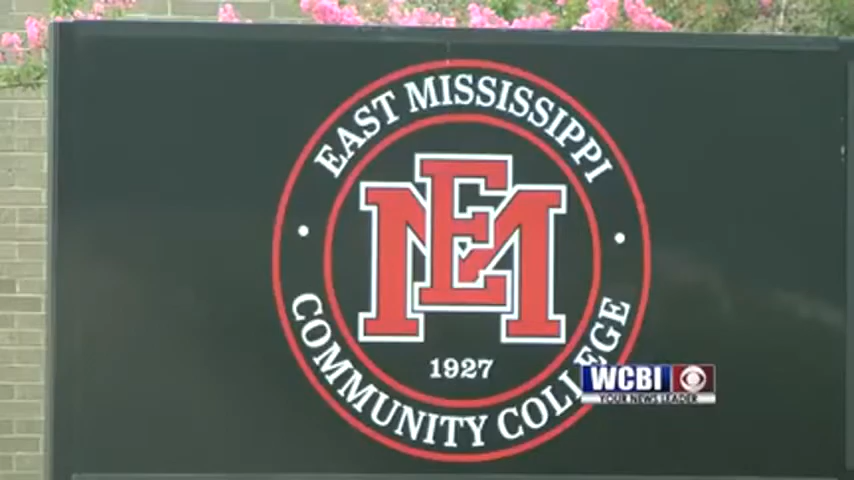 EAST MISSISSIPPI
EM
1927
COMMUNITY COLLEGE
WCBI
YOUR NEWS LEADER